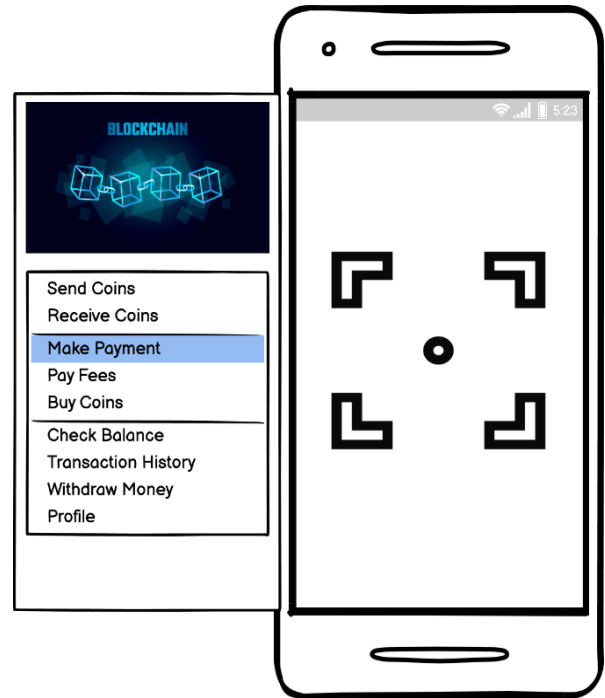 BLOCKCHAIN
Send Coins
Receive Coins
Make Payment
Pay Fees
Buy Coins
Check Balance
Transaction History
Withdraw Money
Profile
5:23